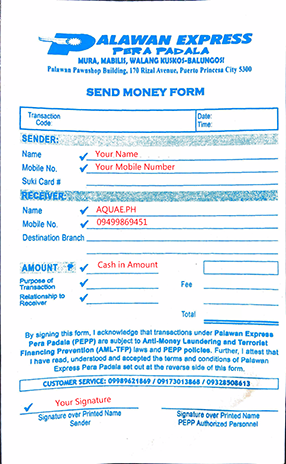 PALAWAN EXPRESS
PERA PADALA
MURA, MABILIS, WALANG KUSKOS-BALUNGOS!
Palawan Pawnshop Building, 170 Rizal Avenue, Puerto Princesa City 5300
SEND MONEY FORM
Transaction Code:
Date:
Time:
SENDER:
Name ✓ Your Name
Mobile No. ✓ Your Mobile Number
Suki Card #
RECEIVER:
Name ✓ AQUAE.PH
Mobile No. ✓ 09499869451
Destination Branch
AMOUNT ₱ ✓ Cash in Amount
Purpose of Transaction ✓
Fee
Relationship to Receiver ✓
Total
By signing this form, I acknowledge that transactions under Palawan Express
Pera Padala (PEPP) are subject to Anti-Money Laundering and Terrorist
Financing Prevention (AML-TFP) laws and PEPP policies. Further, I attest that
I have read, understood and accepted the terms and conditions of Palawan
Express Pera Padala set out at the reverse side of this form.
CUSTOMER SERVICE: 09989621869 / 09173013868 / 09328508613
✓ Your Signature
Signature over Printed Name
Sender
Signature over Printed Name
PEPP Authorized Personnel